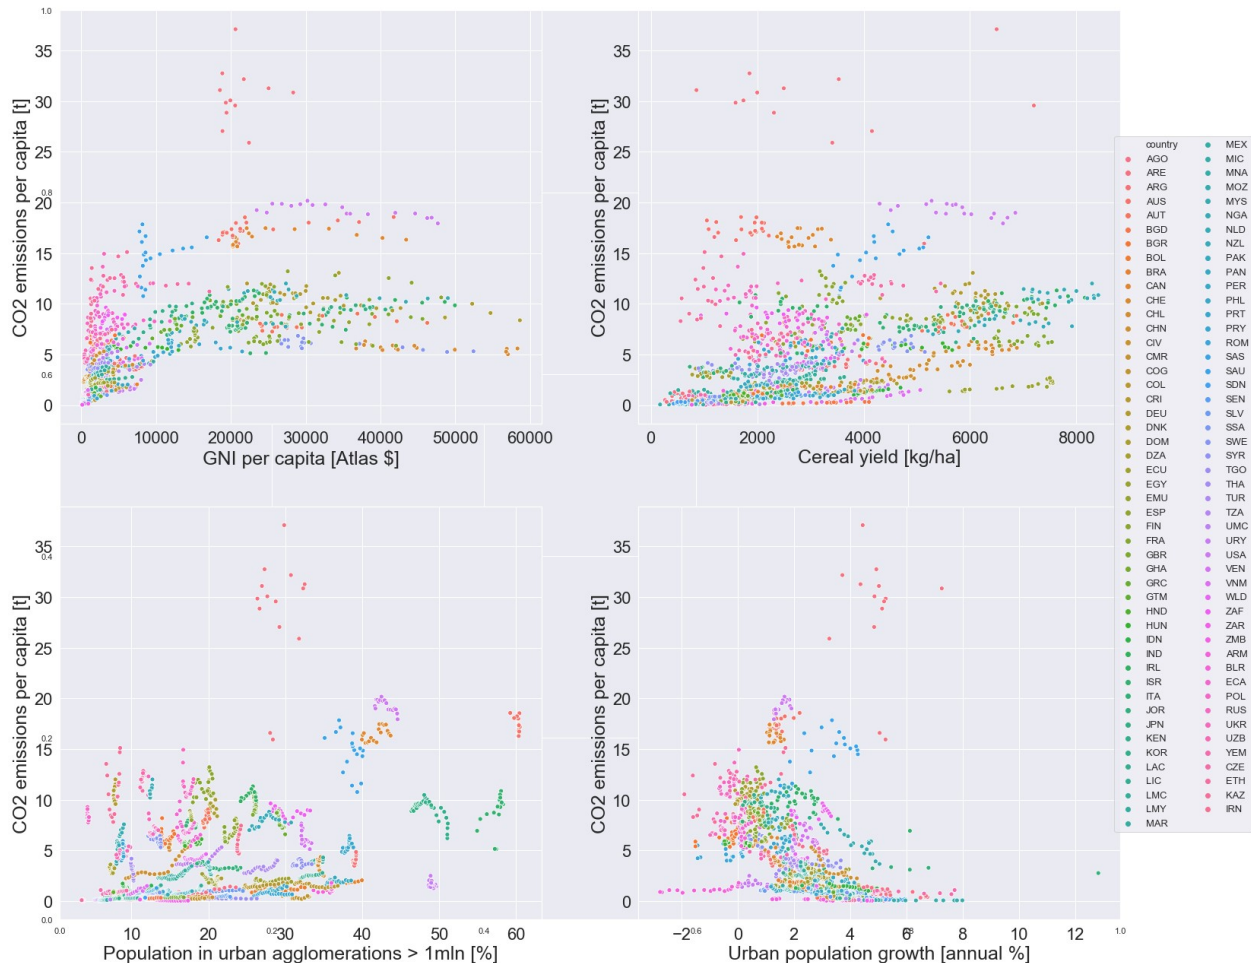 1.0
35
30
25
20
15
10
5
0
0.8
0.6
CO2 emissions per capita [t]
0
10000
20000
30000
40000
50000
60000
GNI per capita [Atlas $]
35
30
25
20
15
10
5
0
CO2 emissions per capita [t]
0
2000
4000
6000
8000
Cereal yield [kg/ha]
35
30
25
20
15
10
5
0
0.4
0.2
0.0
CO2 emissions per capita [t]
0.0
10
20
0.2
30
40
0.4
50
60
Population in urban agglomerations > 1mln [%]
35
30
25
20
15
10
5
0
CO2 emissions per capita [t]
−2
0.6
0
2
4
6
8
10
12
1.0
Urban population growth [annual %]
country
AGO
ARE
ARG
AUS
AUT
BGD
BGR
BOL
BRA
CAN
CHE
CHL
CHN
CIV
CMR
COG
COL
CRI
DEU
DNK
DOM
DZA
ECU
EGY
EMU
ESP
FIN
FRA
GBR
GHA
GRC
GTM
HND
HUN
IDN
IND
IRL
ISR
ITA
JOR
JPN
KEN
KOR
LAC
LIC
LMC
LMY
MAR
MEX
MIC
MNA
MOZ
MYS
NGA
NLD
NZL
PAK
PAN
PER
PHL
PRT
PRY
ROM
SAS
SAU
SDN
SEN
SLV
SSA
SWE
SYR
TGO
THA
TUR
TZA
UMC
URY
USA
VEN
VNM
WLD
ZAF
ZAR
ZMB
ARM
BLR
ECA
POL
RUS
UKR
UZB
YEM
CZE
ETH
KAZ
IRN